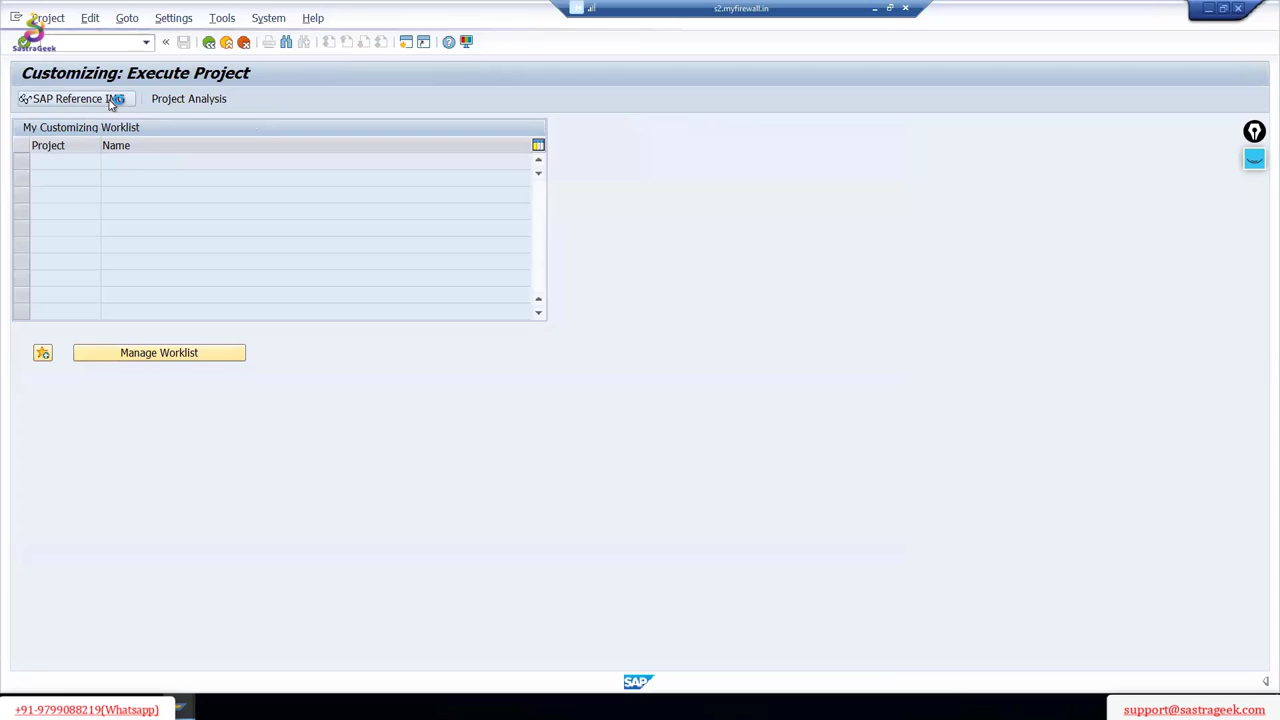 s2.myfirewall.in
Project Edit Goto Settings Tools System Help
SastraGeek
Customizing: Execute Project
SAP Reference IMG Project Analysis
My Customizing Worklist
Project Name
Manage Worklist
SAP
+91-9799088219(Whatsapp)
support@sastrageek.com